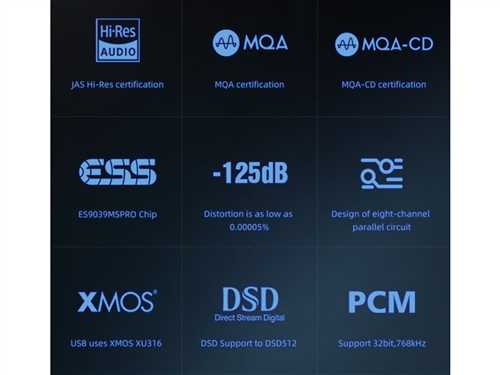 Hi-Res
AUDIO
JAS Hi-Res certification
MQA
MQA certification
MQA-CD
MQA-CD certification
ESS
ES9039MSPRO Chip
-125dB
Distortion is as low as
0.00005%
Design of eight-channel
parallel circuit
XMOS®
USB uses XMOS XU316
DSD
Direct Stream Digital
DSD Support to DSD512
PCM
Support 32bit,768kHz